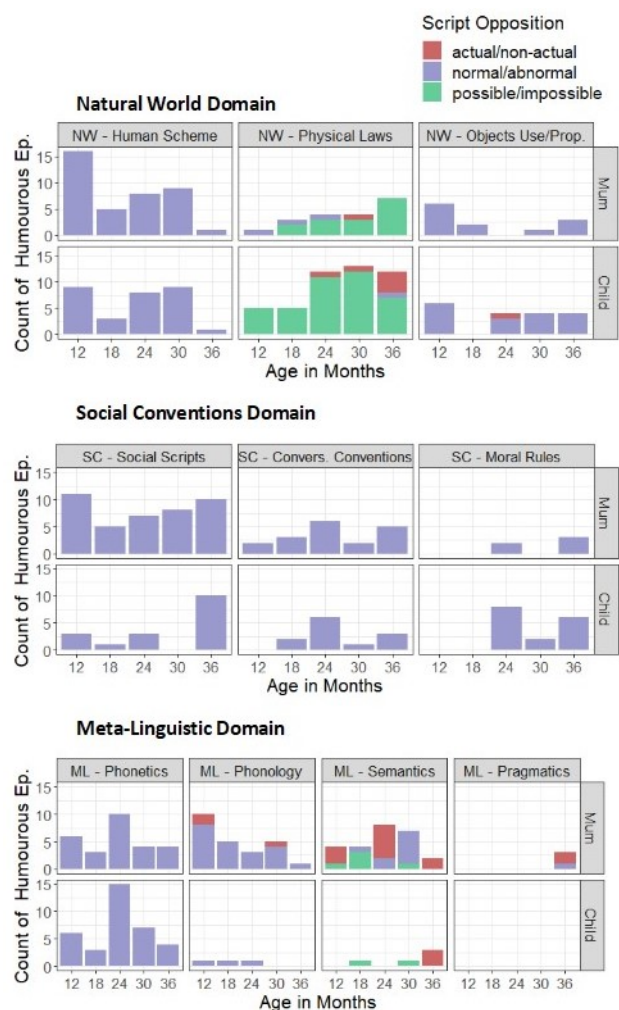 Script Opposition
actual/non-actual
normal/abnormal
possible/impossible
Natural World Domain
NW - Human Scheme NW - Physical Laws NW - Objects Use/Prop.
Count of Humourous Ep.
15
10
5
0
Mum
15
10
5
0
Child
12 18 24 30 36 12 18 24 30 36 12 18 24 30 36
Age in Months
Social Conventions Domain
SC - Social Scripts SC - Convers. Conventions SC - Moral Rules
Count of Humourous Ep.
15
10
5
0
Mum
15
10
5
0
Child
12 18 24 30 36 12 18 24 30 36 12 18 24 30 36
Age in Months
Meta-Linguistic Domain
ML - Phonetics ML - Phonology ML - Semantics ML - Pragmatics
Count of Humourous Ep.
15
10
5
0
Mum
15
10
5
0
Child
12 18 24 30 36 12 18 24 30 36 12 18 24 30 36 12 18 24 30 36
Age in Months